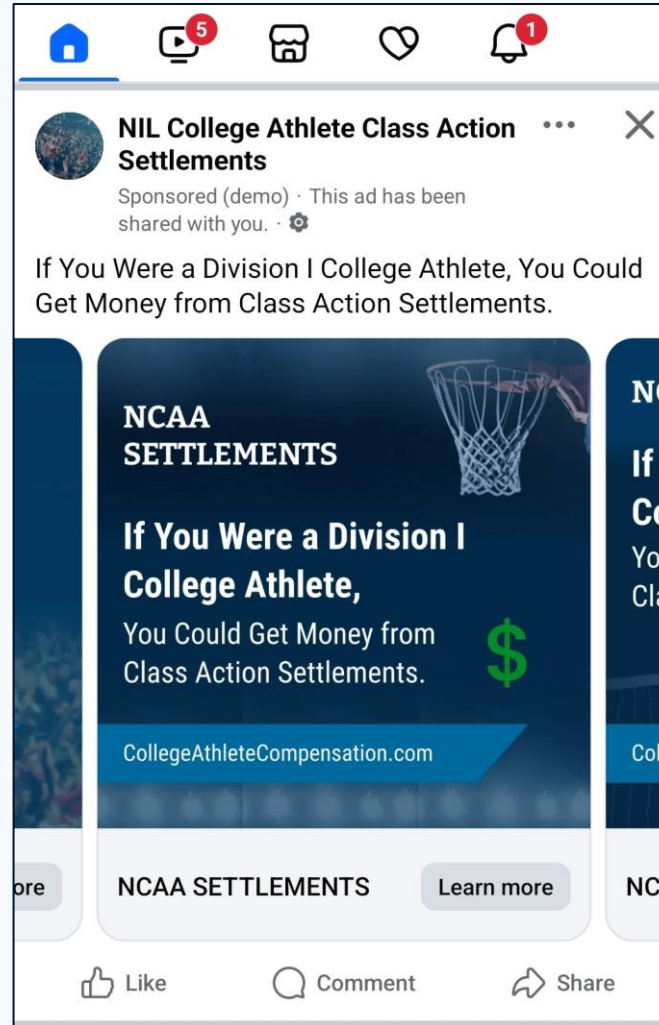 5
1
NIL College Athlete Class Action
Settlements
Sponsored (demo) · This ad has been
shared with you. ·
If You Were a Division I College Athlete, You Could
Get Money from Class Action Settlements.
NCAA
SETTLEMENTS
If You Were a Division I
College Athlete,
You Could Get Money from
Class Action Settlements.
$
CollegeAthleteCompensation.com
NCAA SETTLEMENTS
Learn more
If
Like
Comment
Share